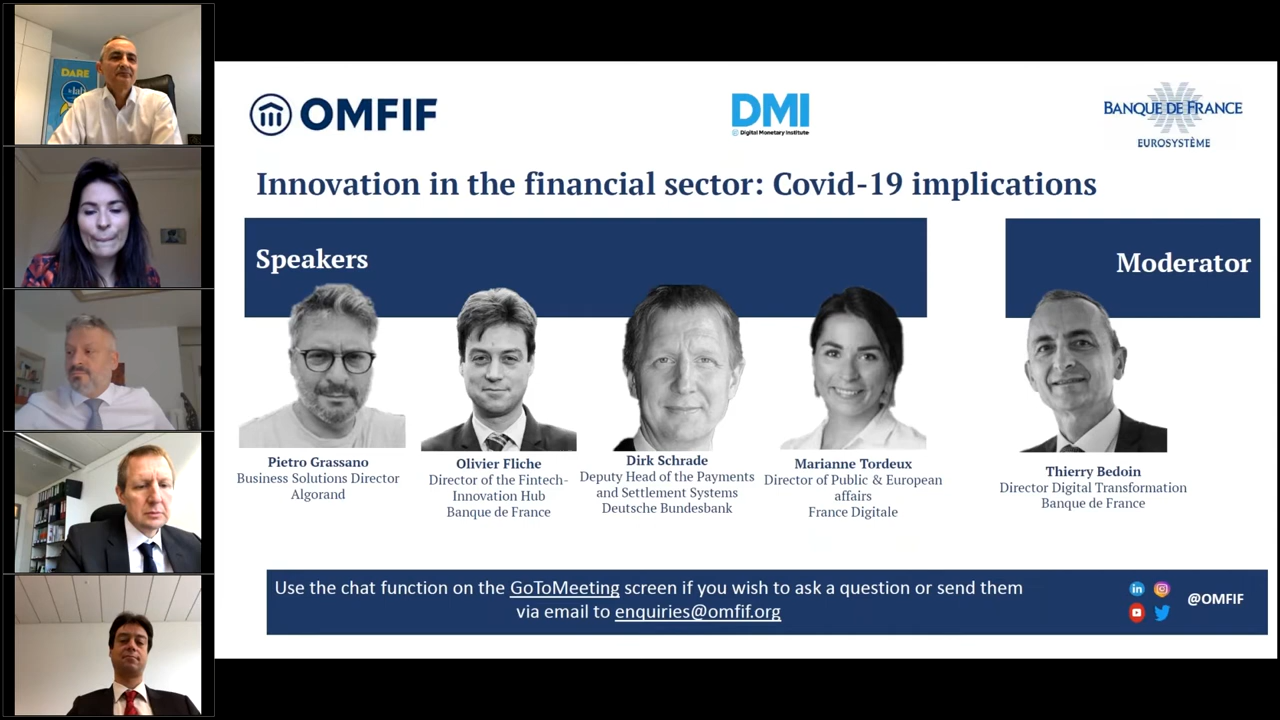 DARE
OMFIF
DMI
Digital Monetary Institute
BANQUE DE FRANCE
EUROSYSTÈME
Innovation in the financial sector: Covid-19 implications
Speakers
Moderator
Pietro Grassano
Business Solutions Director
Algorand
Olivier Fliche
Director of the Fintech-
Innovation Hub
Banque de France
Dirk Schrade
Deputy Head of the Payments
and Settlement Systems
Deutsche Bundesbank
Marianne Tordeux
Director of Public & European
affairs
France Digitale
Thierry Bedoin
Director Digital Transformation
Banque de France
Use the chat function on the GoToMeeting screen if you wish to ask a question or send them
via email to enquiries@omfif.org
@OMFIF